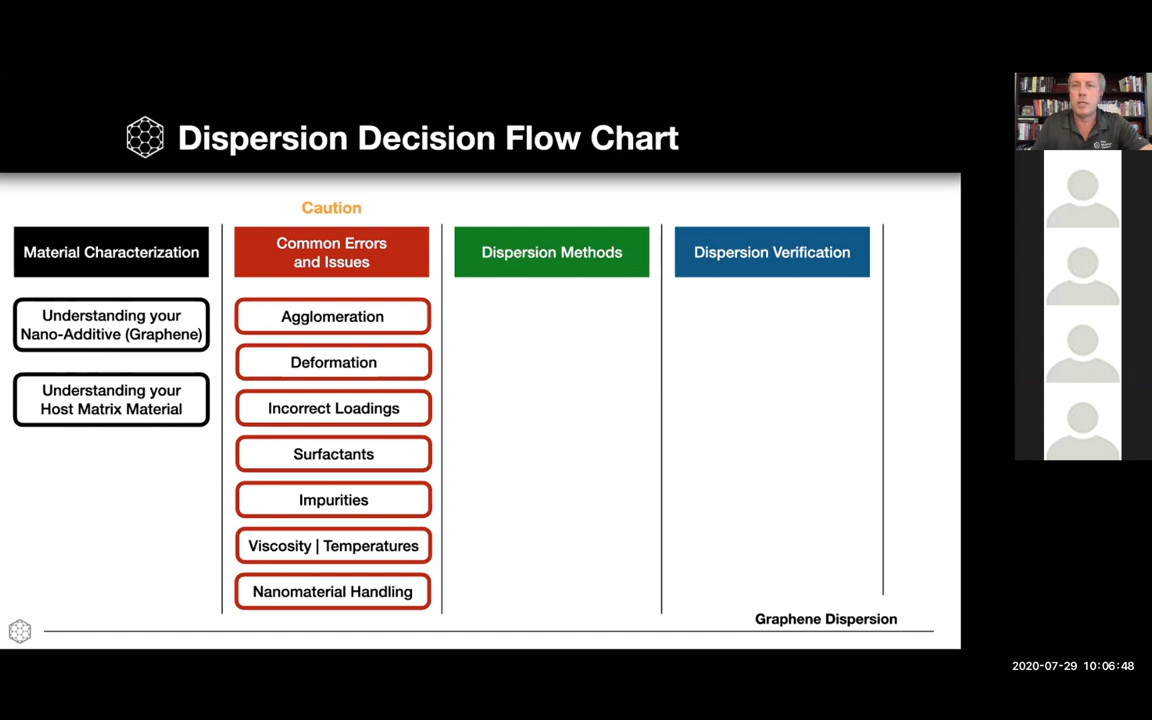 Dispersion Decision Flow Chart
Caution
Material Characterization
Common Errors
and Issues
Dispersion Methods
Dispersion Verification
Understanding your
Nano-Additive (Graphene)
Understanding your
Host Matrix Material
Agglomeration
Deformation
Incorrect Loadings
Surfactants
Impurities
Viscosity | Temperatures
Nanomaterial Handling
Graphene Dispersion
2020-07-29 10:06:48